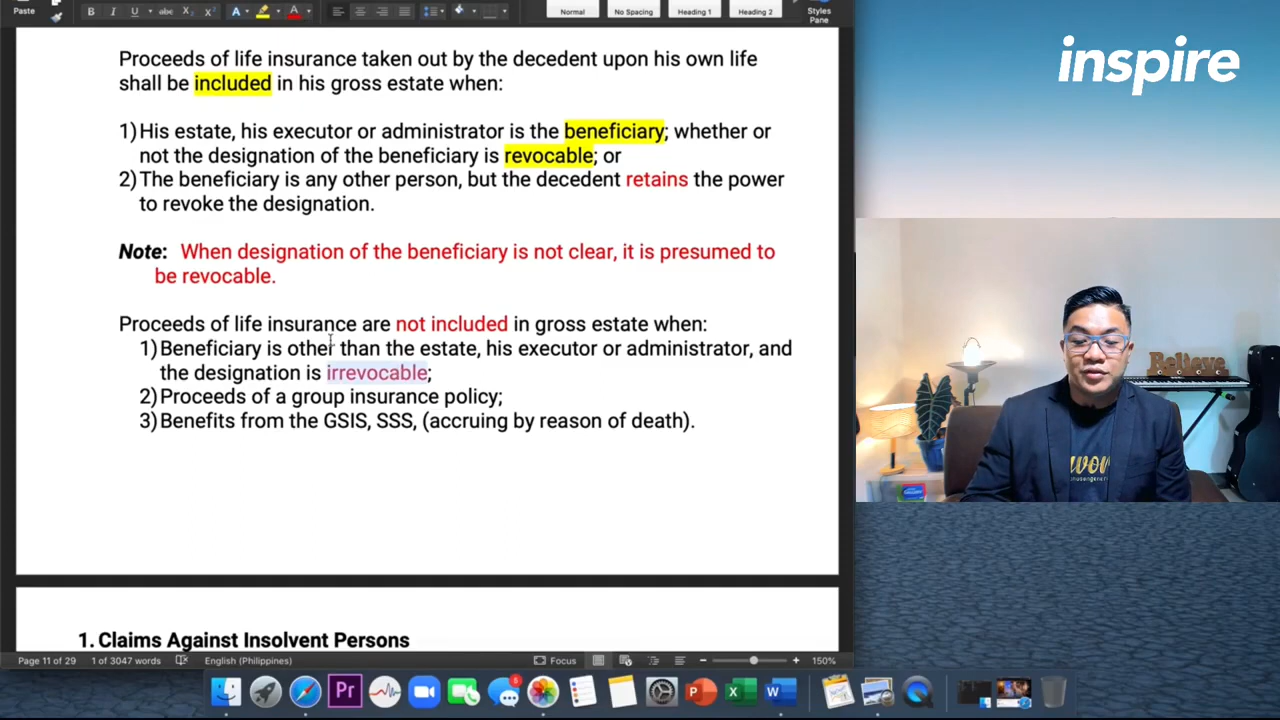 Paste
B I U abc X₂ X² A A
Normal
No Spacing
Heading 1
Heading 2
Styles
Pane
inspire
Proceeds of life insurance taken out by the decedent upon his own life
shall be included in his gross estate when:
1) His estate, his executor or administrator is the beneficiary; whether or
not the designation of the beneficiary is revocable; or
2) The beneficiary is any other person, but the decedent retains the power
to revoke the designation.
Note: When designation of the beneficiary is not clear, it is presumed to
be revocable.
Proceeds of life insurance are not included in gross estate when:
1) Beneficiary is other than the estate, his executor or administrator, and
the designation is irrevocable;
2) Proceeds of a group insurance policy;
3) Benefits from the GSIS, SSS, (accruing by reason of death).
1. Claims Against Insolvent Persons
Believe
Page 11 of 29
1 of 3047 words
English (Philippines)
Focus
150%
Pr
5
P
X
W